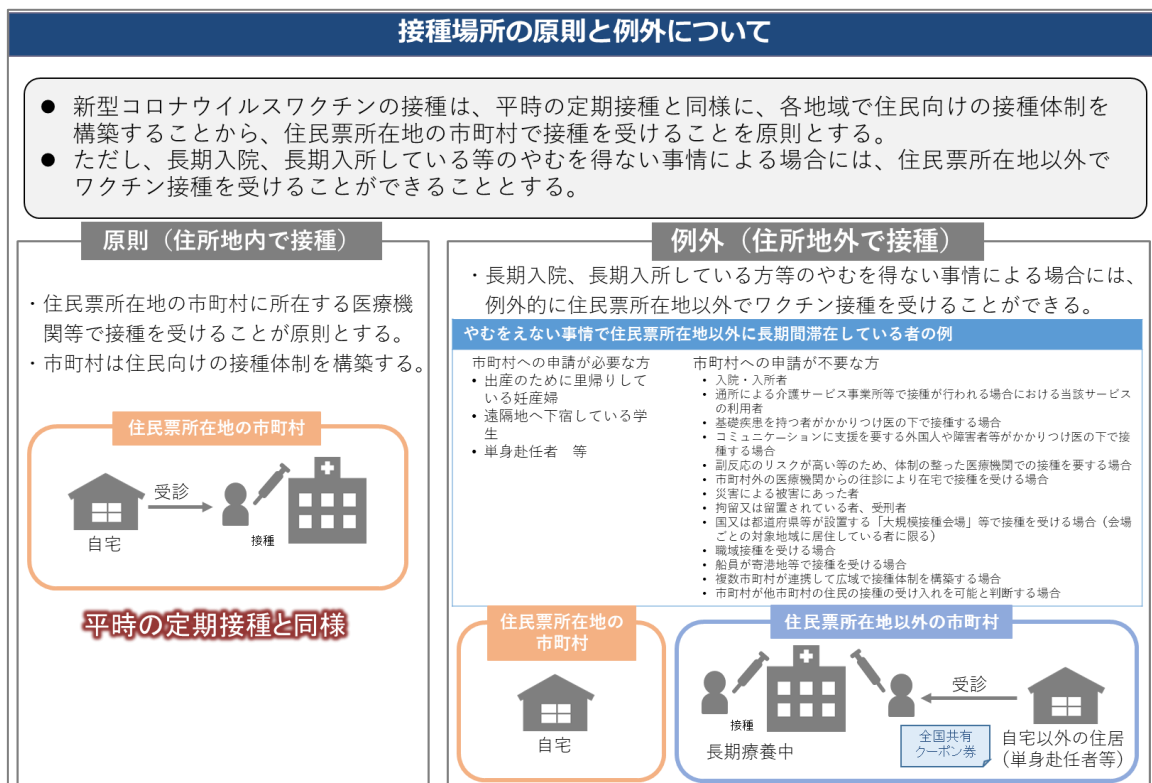 接種場所の原則と例外について
● 新型コロナウイルスワクチンの接種は、平時の定期接種と同様に、各地域で住民向けの接種体制を
構築することから、住民票所在地の市町村で接種を受けることを原則とする。
● ただし、長期入院、長期入所している等のやむを得ない事情による場合には、住民票所在地以外で
ワクチン接種を受けることができることとする。
原則（住所地内で接種）
・住民票所在地の市町村に所在する医療機
関等で接種を受けることが原則とする。
・市町村は住民向けの接種体制を構築する。
住民票所在地の市町村
受診
自宅
接種
平時の定期接種と同様
例外（住所地外で接種）
・長期入院、長期入所している方等のやむを得ない事情による場合には、
例外的に住民票所在地以外でワクチン接種を受けることができる。
やむをえない事情で住民票所在地以外に長期間滞在している者の例
市町村への申請が必要な方
• 出産のために里帰りして
いる妊産婦
• 遠隔地へ下宿している学
生
• 単身赴任者　等
市町村への申請が不要な方
• 入院・入所者
• 通所による介護サービス事業所等で接種が行われる場合における当該サービス
の利用者
• 基礎疾患を持つ者がかかりつけ医の下で接種する場合
• コミュニケーションに支援を要する外国人や障害者等がかかりつけ医の下で接
種する場合
• 副反応のリスクが高い等のため、体制の整った医療機関での接種を要する場合
• 市町村外の医療機関からの往診により在宅で接種を受ける場合
• 災害による被害にあった者
• 拘留又は留置されている者、受刑者
• 国又は都道府県等が設置する「大規模接種会場」等で接種を受ける場合（会場
ごとの対象地域に居住している者に限る）
• 職域接種を受ける場合
• 船員が寄港地等で接種を受ける場合
• 複数市町村が連携して広域で接種体制を構築する場合
• 市町村が他市町村の住民の接種の受け入れを可能と判断する場合
住民票所在地の
市町村
自宅
住民票所在地以外の市町村
接種
長期療養中
受診
全国共有
クーポン券
自宅以外の住居
（単身赴任者等）